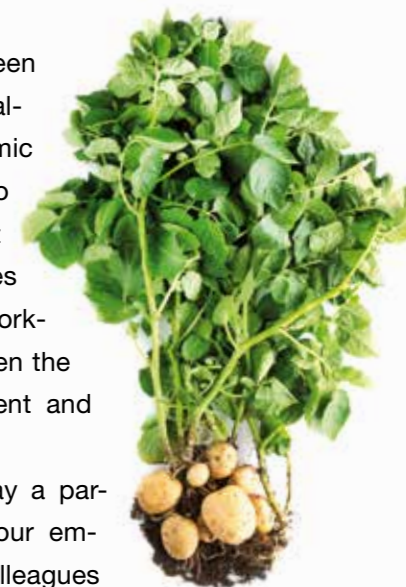 een
al-
mic
o
es
ork-
en the
ent and
ay a par-
our em-
lleagues